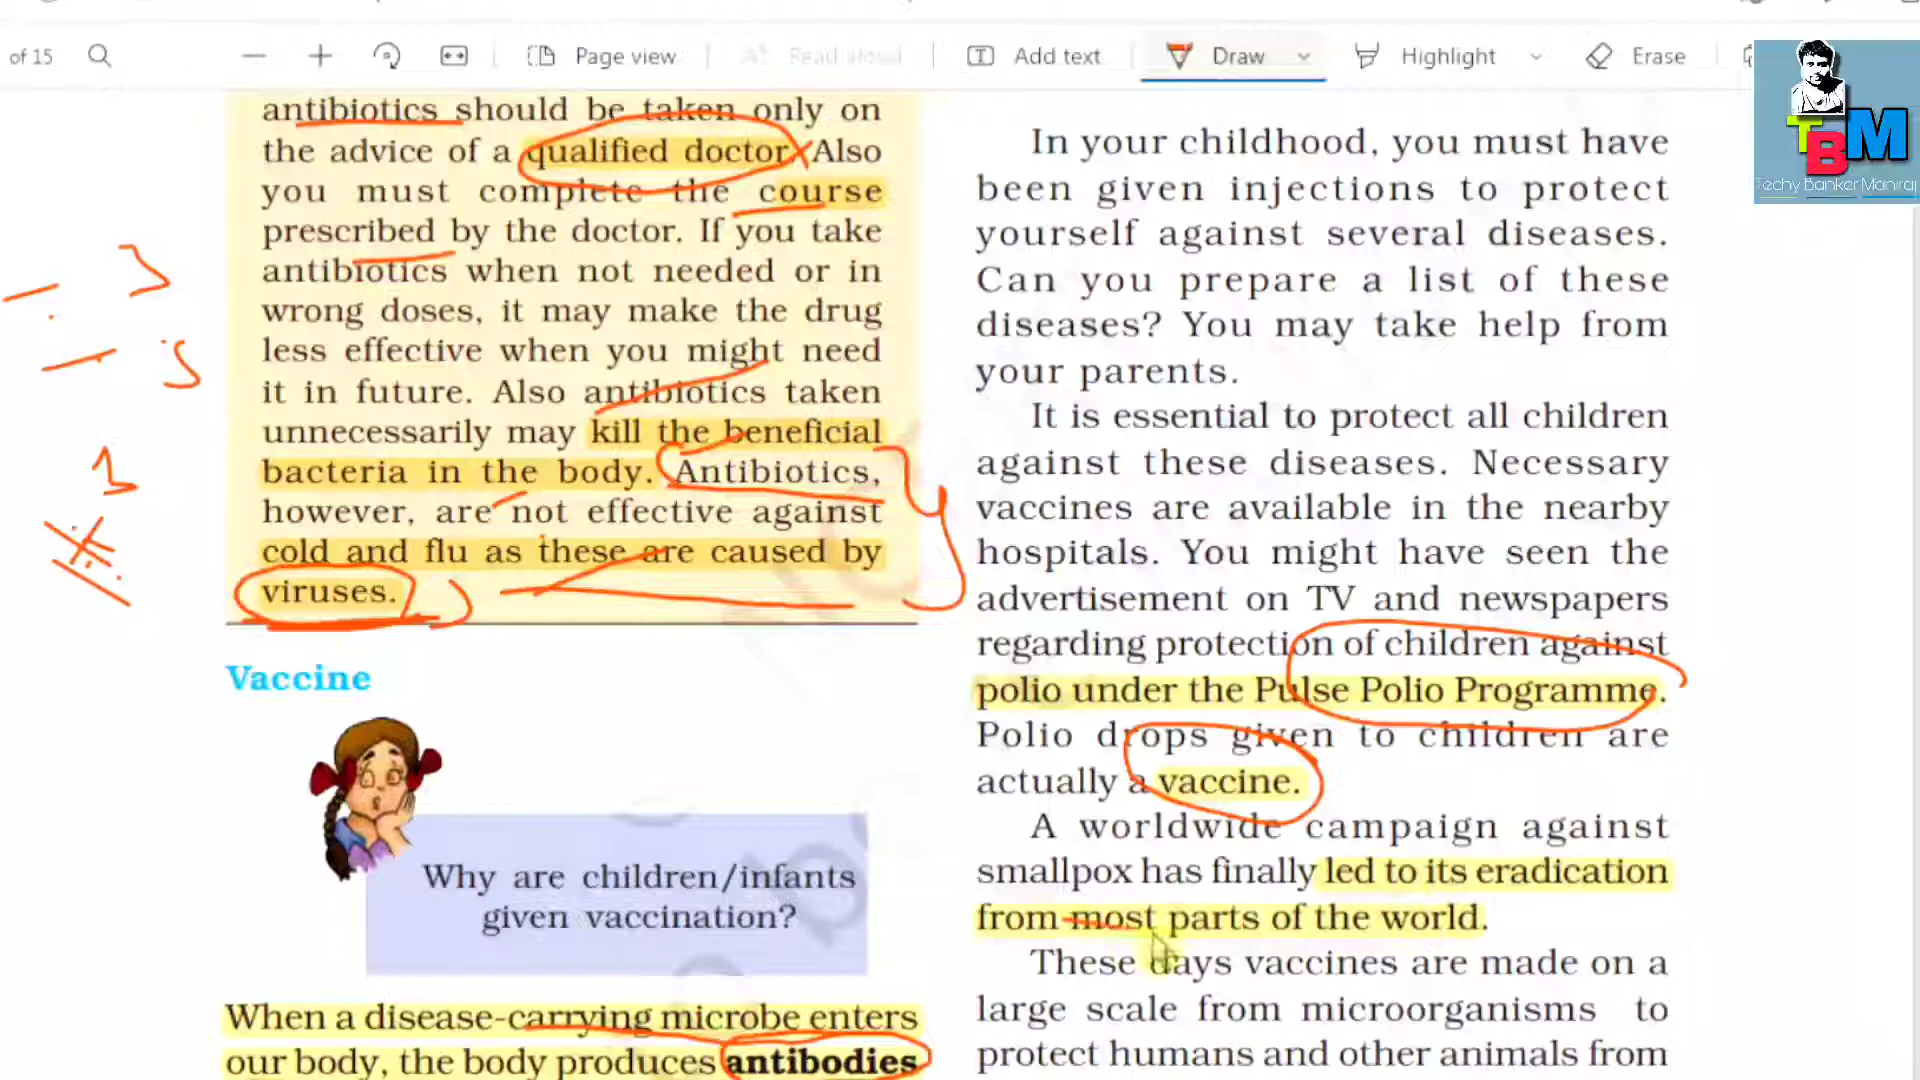 of 15
Page view
Read aloud
Add text
Draw
Highlight
Erase
TBM
Techy Banker Maniraj
antibiotics should be taken only on
the advice of a qualified doctor. Also
you must complete the course
prescribed by the doctor. If you take
antibiotics when not needed or in
wrong doses, it may make the drug
less effective when you might need
it in future. Also antibiotics taken
unnecessarily may kill the beneficial
bacteria in the body. Antibiotics,
however, are not effective against
cold and flu as these are caused by
viruses.
Vaccine
Why are children/infants
given vaccination?
When a disease-carrying microbe enters
our body, the body produces antibodies
In your childhood, you must have
been given injections to protect
yourself against several diseases.
Can you prepare a list of these
diseases? You may take help from
your parents.
It is essential to protect all children
against these diseases. Necessary
vaccines are available in the nearby
hospitals. You might have seen the
advertisement on TV and newspapers
regarding protection of children against
polio under the Pulse Polio Programme.
Polio drops given to children are
actually a vaccine.
A worldwide campaign against
smallpox has finally led to its eradication
from most parts of the world.
These days vaccines are made on a
large scale from microorganisms to
protect humans and other animals from